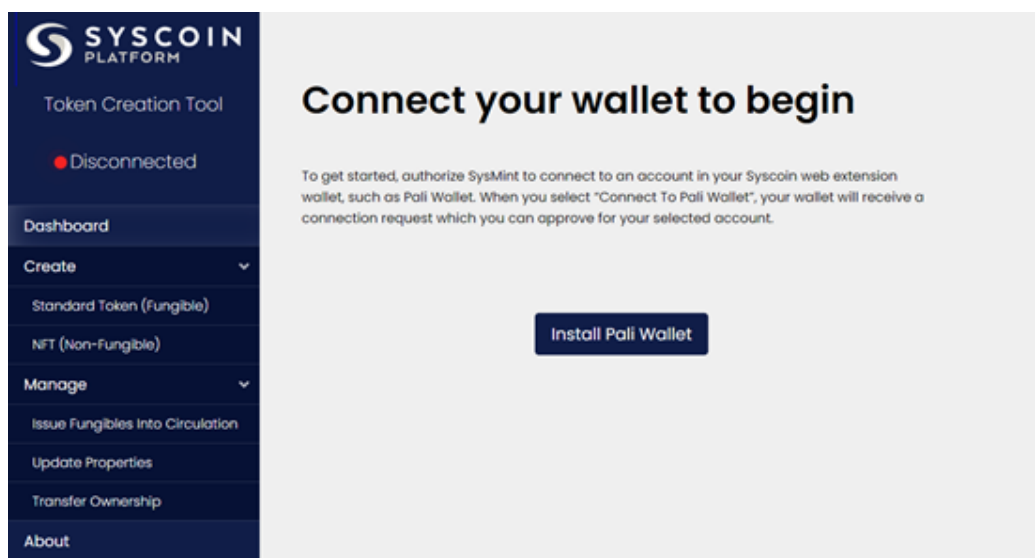 SYSCOIN
PLATFORM
Token Creation Tool
Disconnected
Dashboard
Create
Standard Token (Fungible)
NFT (Non-Fungible)
Manage
Issue Fungibles Into Circulation
Update Properties
Transfer Ownership
About
Connect your wallet to begin
To get started, authorize SysMint to connect to an account in your Syscoin web extension
wallet, such as Pali Wallet. When you select "Connect To Pali Wallet", your wallet will receive a
connection request which you can approve for your selected account.
Install Pali Wallet